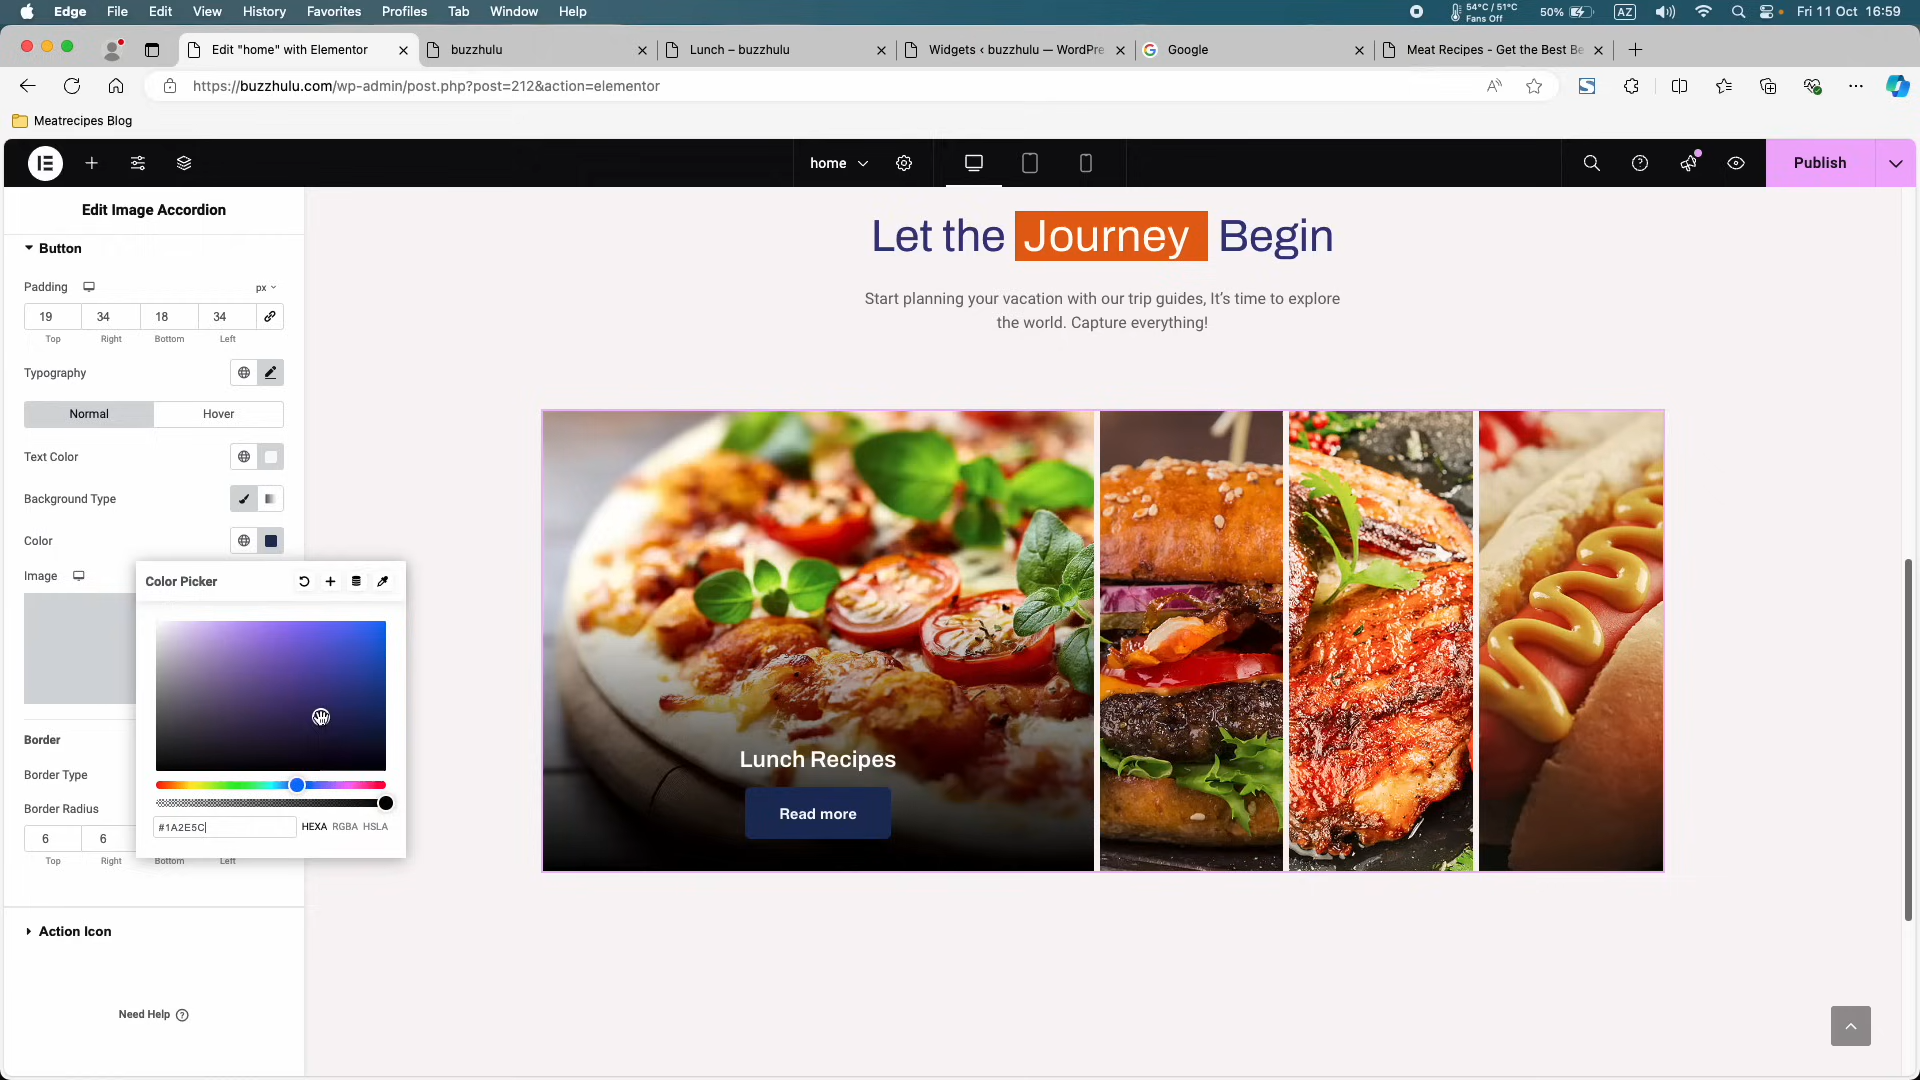 Edge File Edit View History Favorites Profiles Tab Window Help
54°C / 51°C
Fans Off
50% AZ Fri 11 Oct 16:59
Edit "home" with Elementor
buzzhulu
Lunch – buzzhulu
Widgets ‹ buzzhulu — WordPre
Google
Meat Recipes - Get the Best Be
https://buzzhulu.com/wp-admin/post.php?post=212&action=elementor
Meatrecipes Blog
home
Publish
Edit Image Accordion
Button
Padding px
19 34 18 34
Top Right Bottom Left
Typography
Normal Hover
Text Color
Background Type
Color
Image
Color Picker
#1A2E5C HEXA RGBA HSLA
Border
Border Type
Border Radius
6 6
Top Right Bottom Left
Action Icon
Need Help
Let the Journey Begin
Start planning your vacation with our trip guides, It's time to explore
the world. Capture everything!
Lunch Recipes
Read more